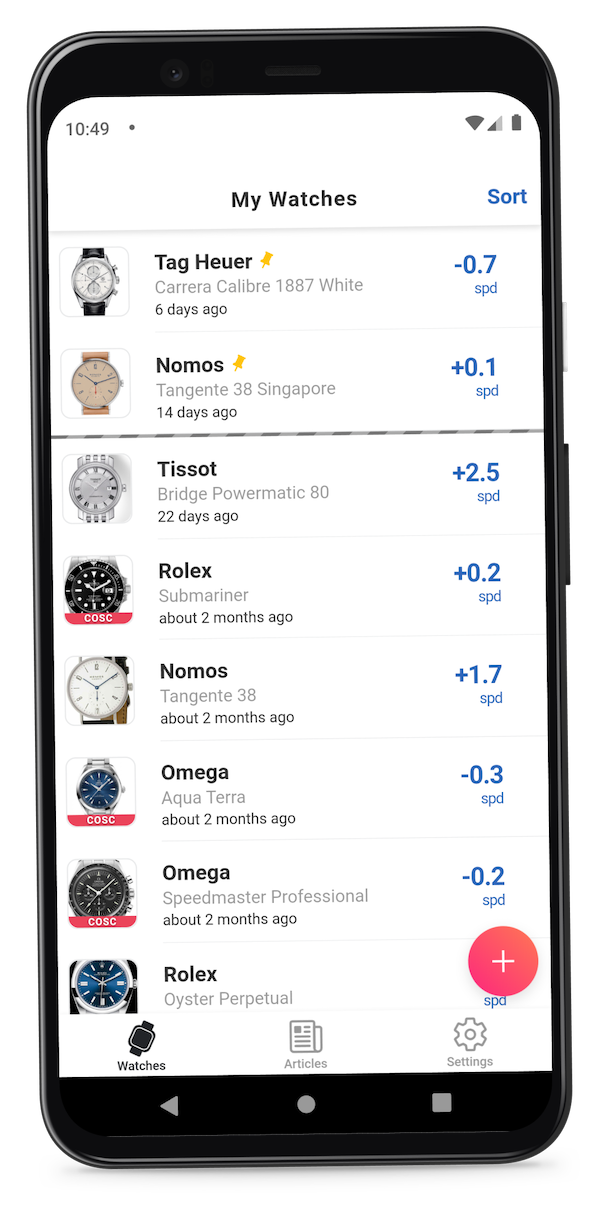 10:49
My Watches
Sort
Tag Heuer
-0.7
Carrera Calibre 1887 White
spd
6 days ago
Nomos
+0.1
Tangente 38 Singapore
spd
14 days ago
Tissot
+2.5
Bridge Powermatic 80
spd
22 days ago
Rolex
+0.2
Submariner
spd
COSC
about 2 months ago
Nomos
+1.7
Tangente 38
spd
about 2 months ago
Omega
-0.3
Aqua Terra
spd
COSC
about 2 months ago
Omega
-0.2
Speedmaster Professional
spd
COSC
about 2 months ago
Rolex
Oyster Perpetual
spd
Watches
Articles
Settings